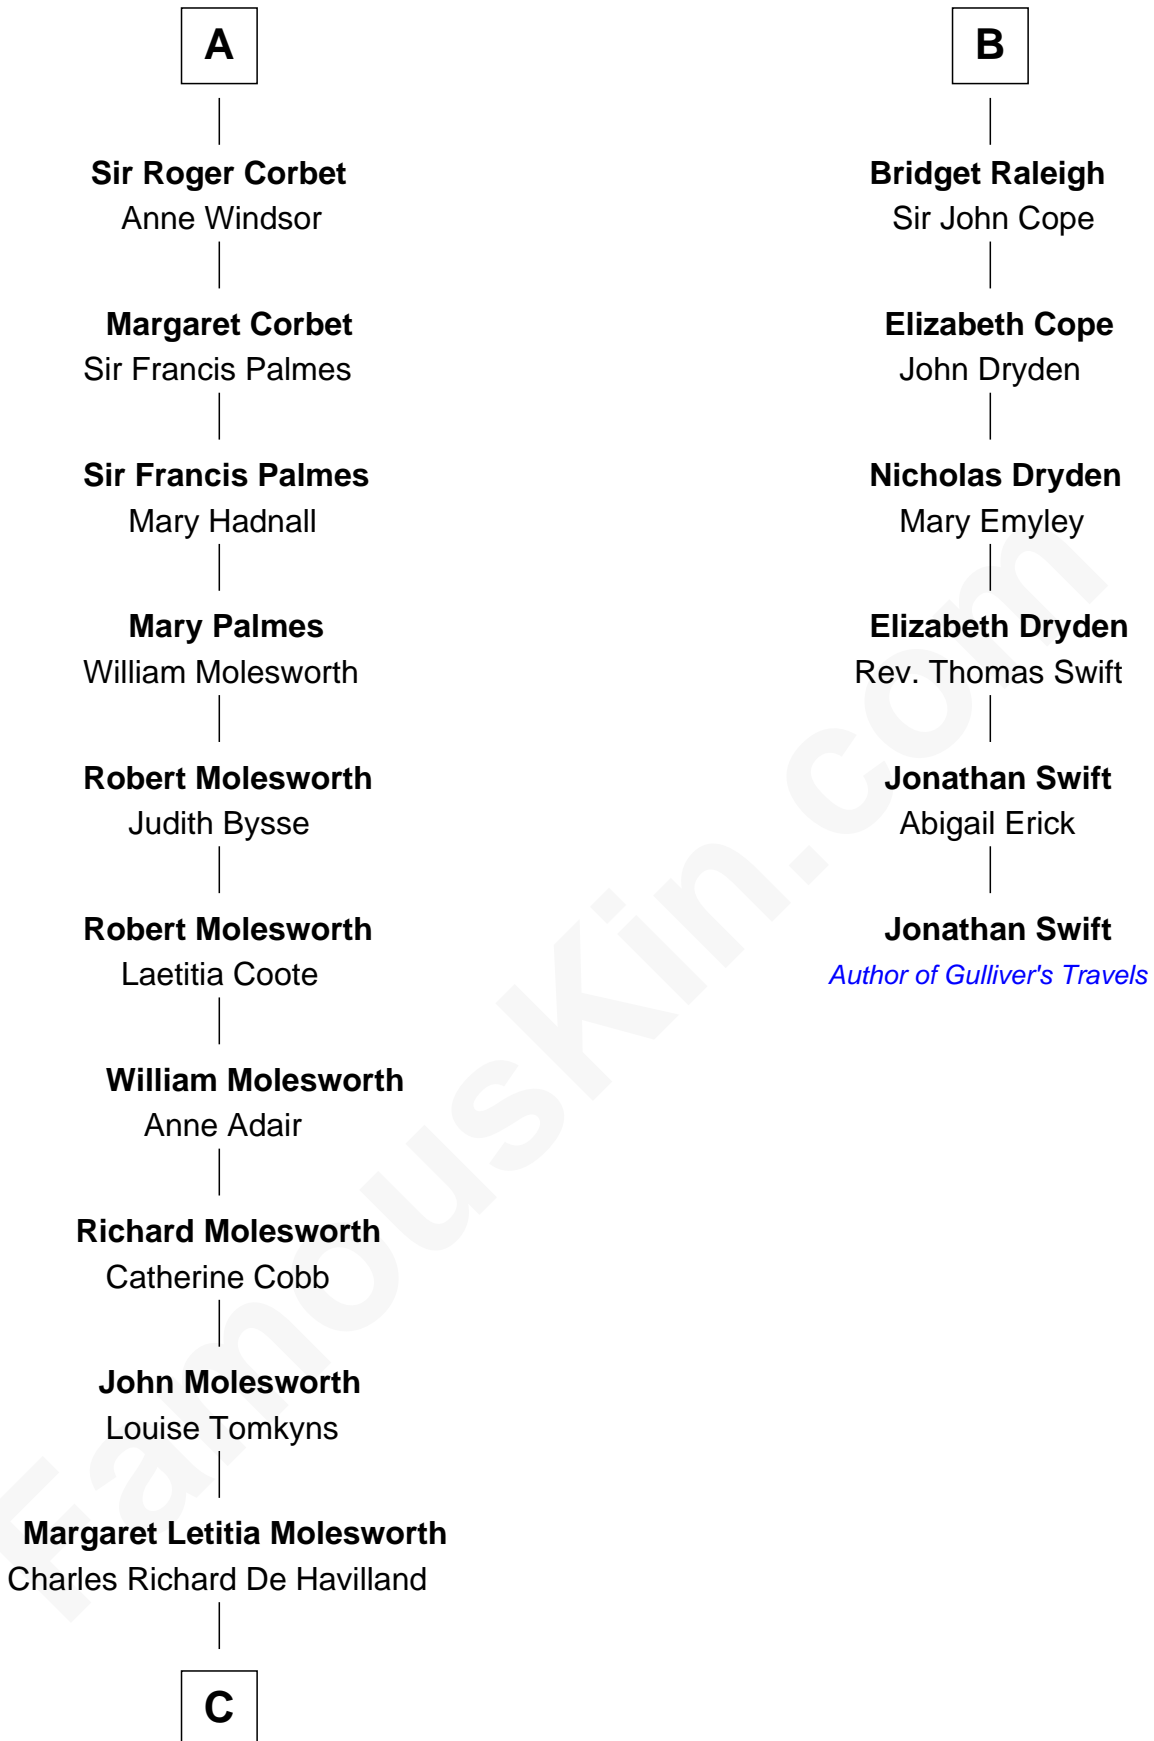 A
Sir Roger Corbet
Anne Windsor
Margaret Corbet
Sir Francis Palmes
Sir Francis Palmes
Mary Hadnall
Mary Palmes
William Molesworth
Robert Molesworth
Judith Bysse
Robert Molesworth
Laetitia Coote
William Molesworth
Anne Adair
Richard Molesworth
Catherine Cobb
John Molesworth
Louise Tomkyns
Margaret Letitia Molesworth
Charles Richard De Havilland
C
B
Bridget Raleigh
Sir John Cope
Elizabeth Cope
John Dryden
Nicholas Dryden
Mary Emyley
Elizabeth Dryden
Rev. Thomas Swift
Jonathan Swift
Abigail Erick
Jonathan Swift
Author of Gulliver's Travels
FamousKin.com